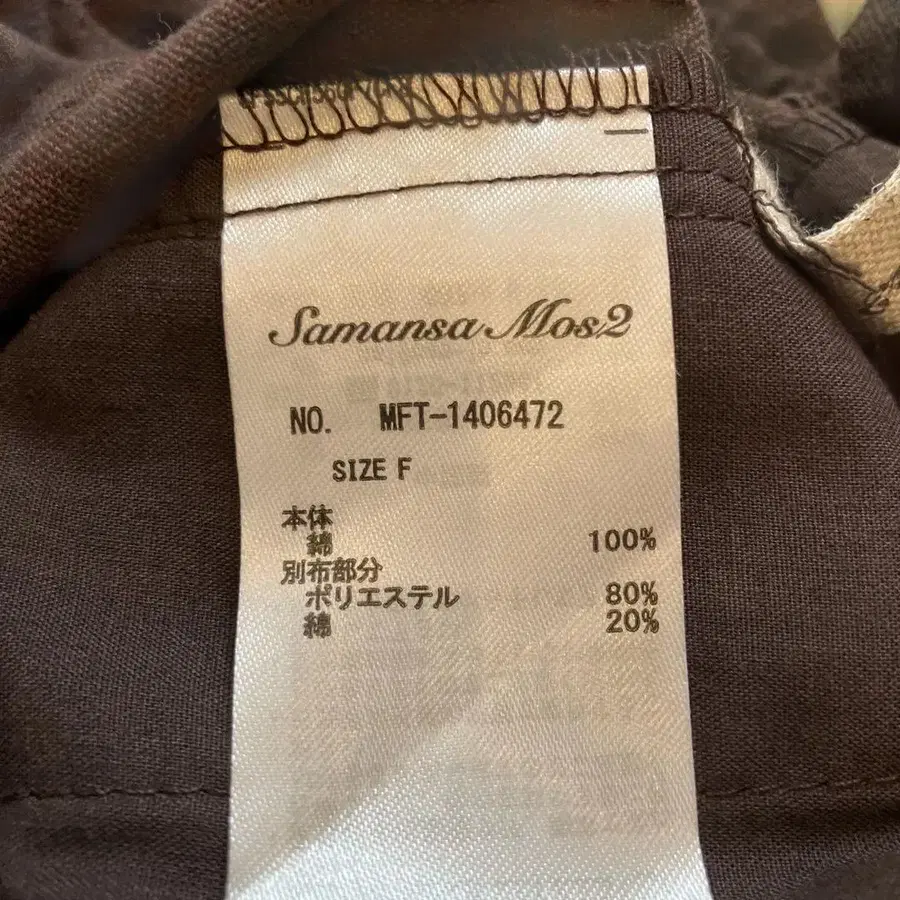 Samansa Mos2
NO. MFT-1406472
SIZE F
本体
綿 100%
別布部分
ポリエステル 80%
綿 20%